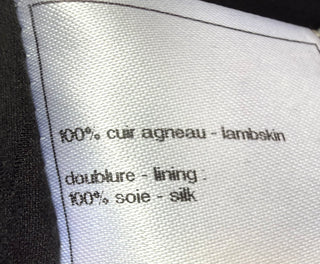 100% cuir agneau - lambskin
doublure - lining :
100% soie - silk